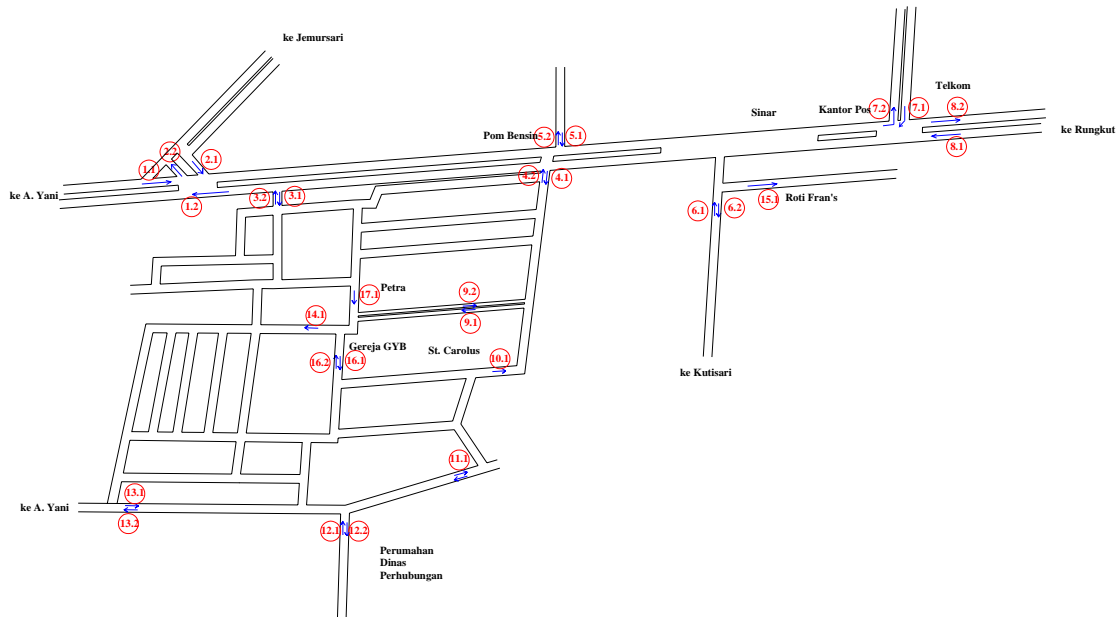 ke Jemursari
Telkom
Kantor Pos
7.2
7.1
8.2
Sinar
ke Rungkut
Pom Bensin
5.2
5.1
8.1
2.2
2.1
1.1
4.2
4.1
ke A. Yani
3.2
3.1
1.2
15.1
Roti Fran's
6.1
6.2
Petra
17.1
9.2
14.1
9.1
Gereja GYB
St. Carolus
16.2
16.1
10.1
ke Kutisari
11.1
13.1
ke A. Yani
13.2
12.1
12.2
Perumahan
Dinas
Perhubungan